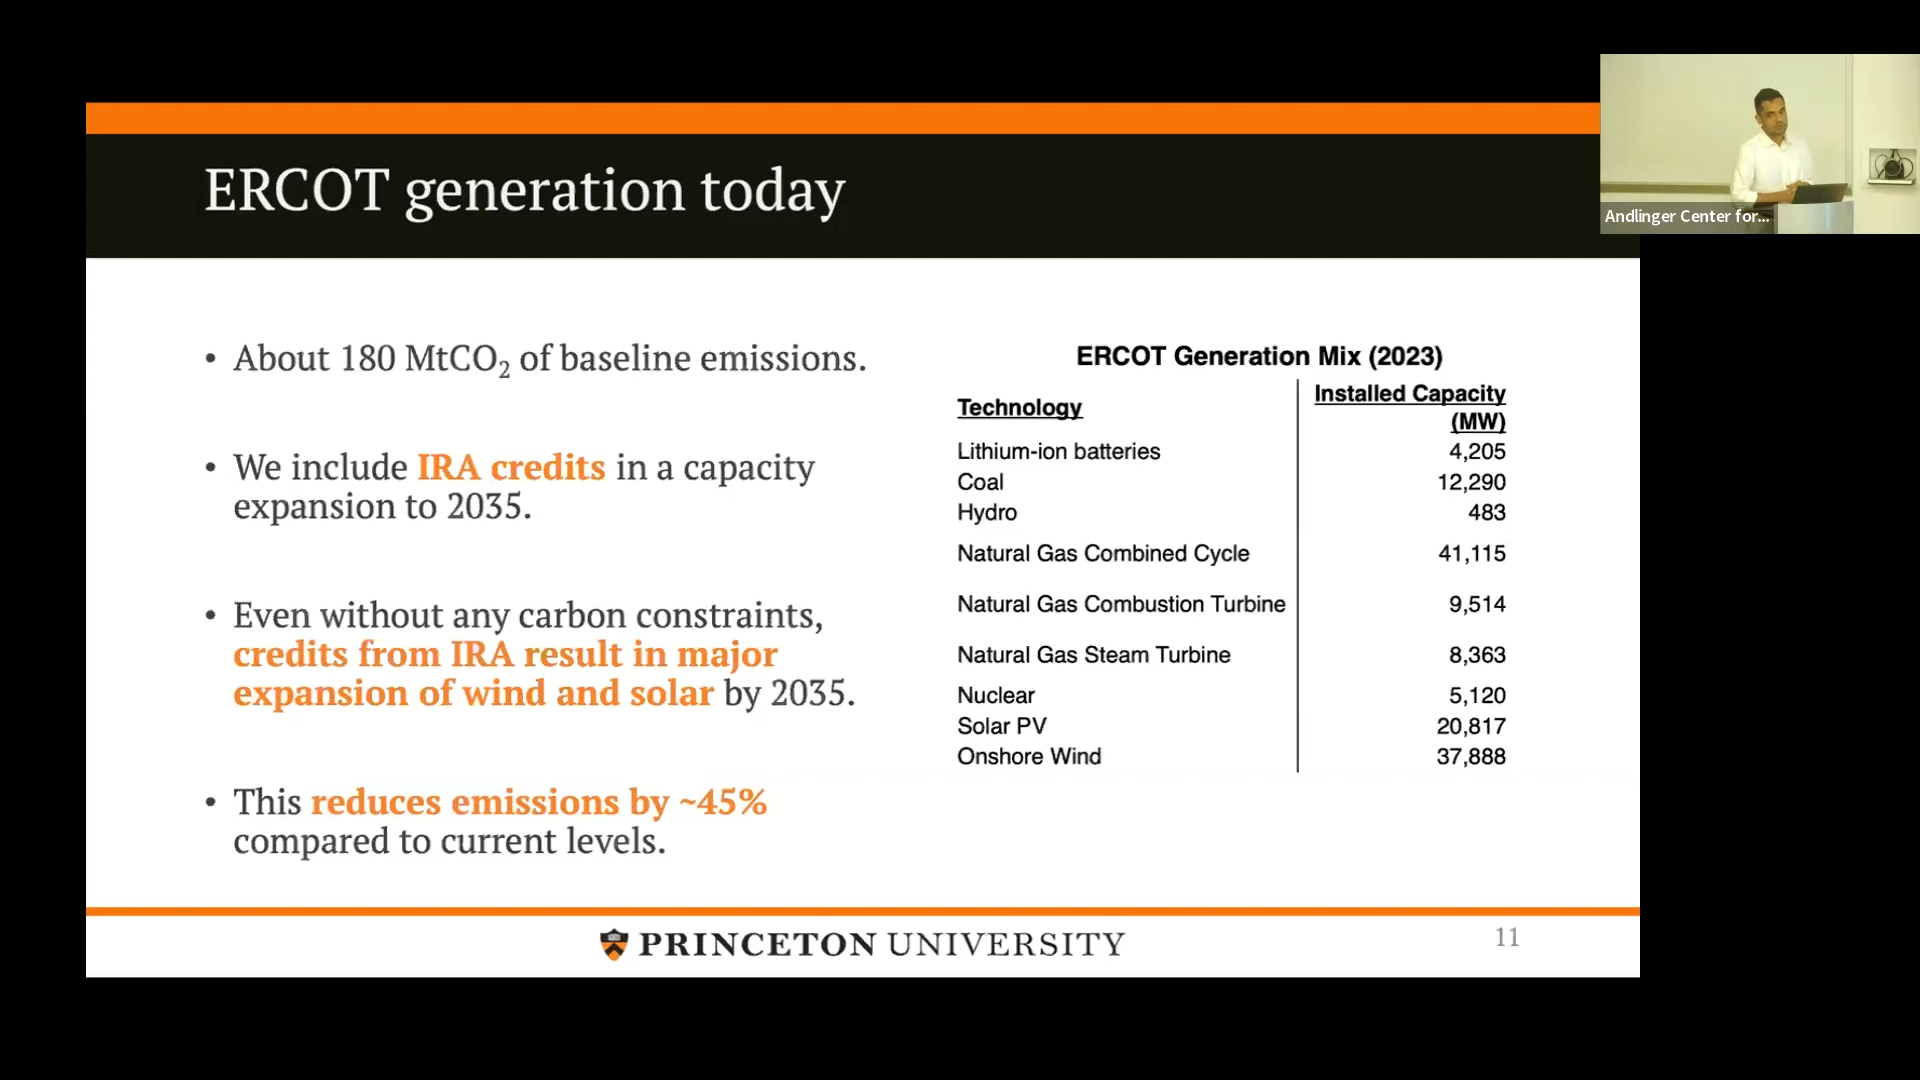 ERCOT generation today
Andlinger Center for...
• About 180 MtCO₂ of baseline emissions.
• We include IRA credits in a capacity
expansion to 2035.
• Even without any carbon constraints,
credits from IRA result in major
expansion of wind and solar by 2035.
• This reduces emissions by ~45%
compared to current levels.
ERCOT Generation Mix (2023)
Technology Installed Capacity
(MW)
Lithium-ion batteries 4,205
Coal 12,290
Hydro 483
Natural Gas Combined Cycle 41,115
Natural Gas Combustion Turbine 9,514
Natural Gas Steam Turbine 8,363
Nuclear 5,120
Solar PV 20,817
Onshore Wind 37,888
PRINCETON UNIVERSITY
11